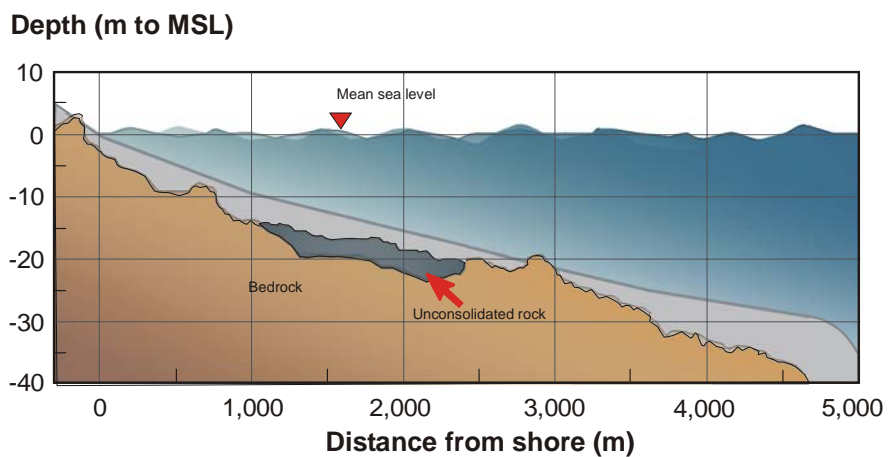 Depth (m to MSL)
10
Mean sea level
0
-10
-20
Bedrock
Unconsolidated rock
-30
-40
0 1,000 2,000 3,000 4,000 5,000
Distance from shore (m)